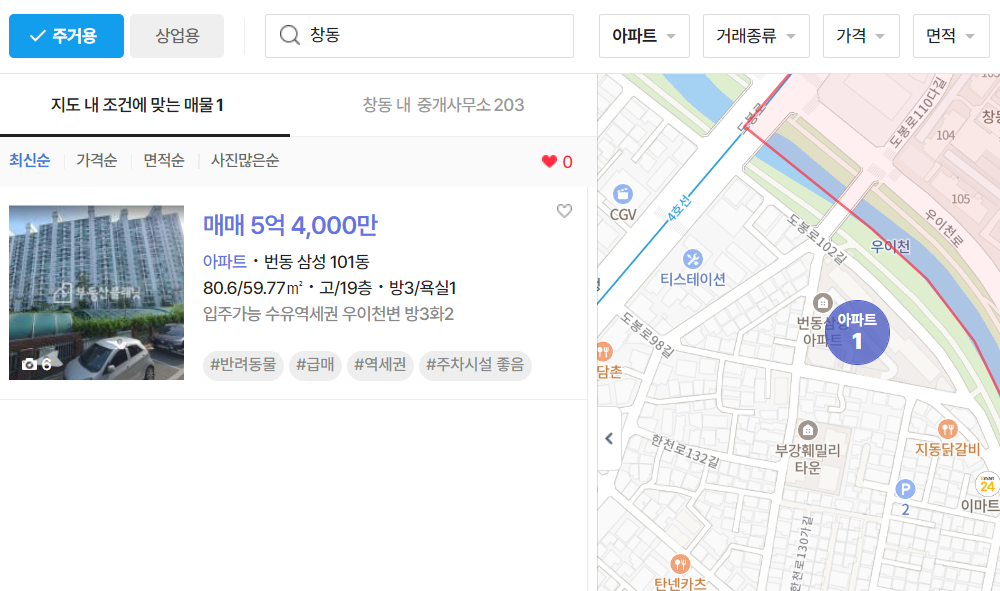 주거용
상업용
창동
아파트
거래종류
가격
면적
지도 내 조건에 맞는 매물 1
창동 내 중개사무소 203
최신순
가격순
면적순
사진많은순
0
매매 5억 4,000만
아파트 · 번동 삼성 101동
80.6/59.77㎡ · 고/19층 · 방3/욕실1
입주가능 수유역세권 우이천변 방3화2
#반려동물 #급매 #역세권 #주차시설 좋음
부동산플래닛
6
도봉로
도봉로110다길
창동
104
105
CGV
4호선
우이천로
도봉로102길
우이천
티스테이션
번동삼성
아파트
아파트
1
도봉로98길
담촌
한천로132길
부강훼밀리
타운
지동닭갈비
P
2
24
이마트
한천로130가길
탄넨카츠